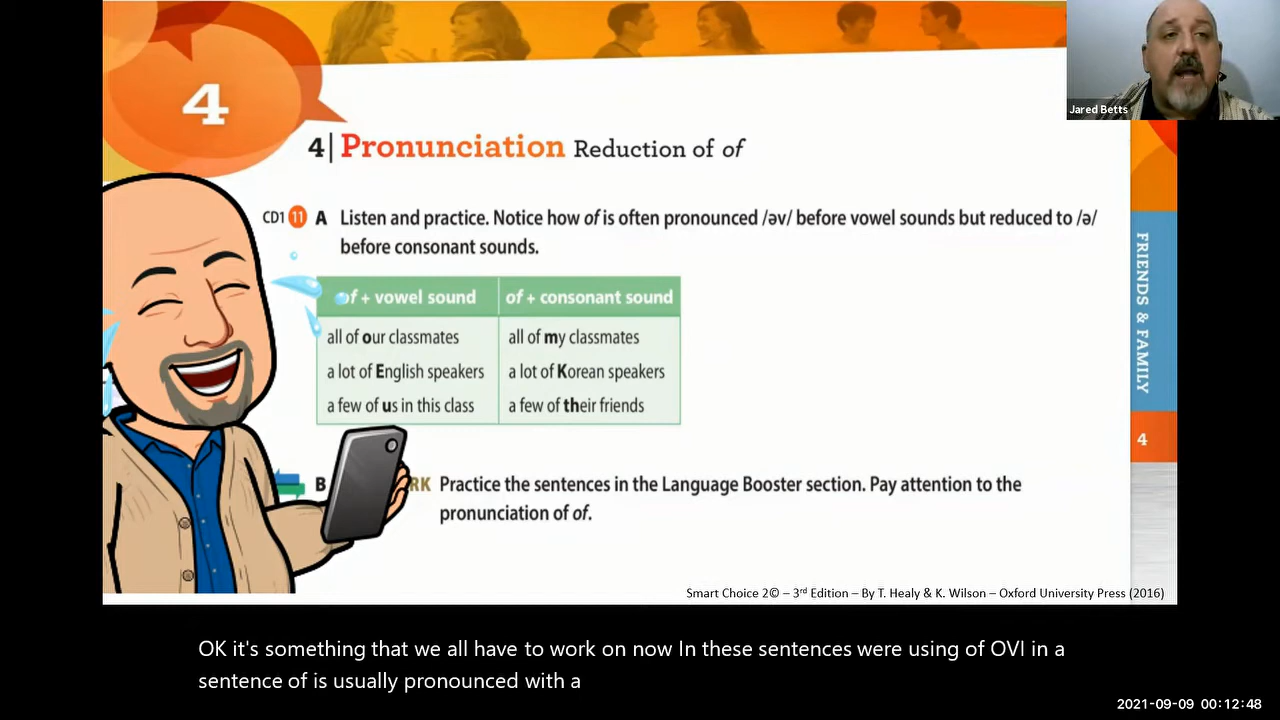 4
Jared Betts
4| Pronunciation Reduction of of
CD1 11 A Listen and practice. Notice how of is often pronounced /əv/ before vowel sounds but reduced to /ə/
before consonant sounds.
of + vowel sound of + consonant sound
all of our classmates all of my classmates
a lot of English speakers a lot of Korean speakers
a few of us in this class a few of their friends
B RK Practice the sentences in the Language Booster section. Pay attention to the
pronunciation of of.
FRIENDS & FAMILY
4
Smart Choice 2© – 3rd Edition – By T. Healy & K. Wilson – Oxford University Press (2016)
OK it's something that we all have to work on now In these sentences were using of OVI in a
sentence of is usually pronounced with a
2021-09-09 00:12:48